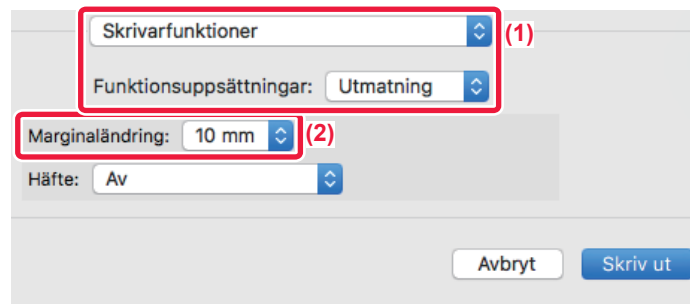 Skrivarfunktioner (1)
Funktionsuppsättningar: Utmatning
Marginaländring: 10 mm (2)
Häfte: Av
Avbryt Skriv ut